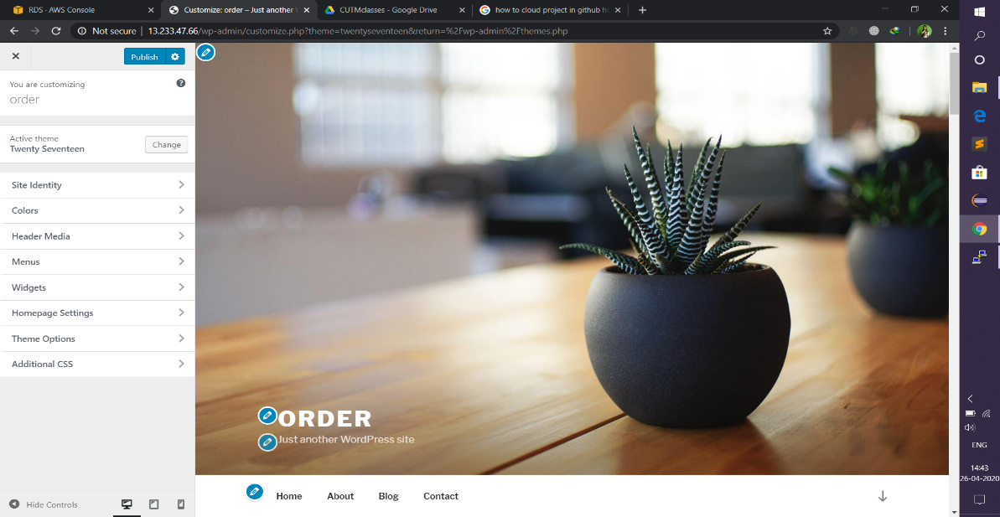 RDS · AWS Console
Customize: order – Just another W
CUTMclasses - Google Drive
how to cloud project in github ho
Not secure | 13.233.47.66/wp-admin/customize.php?theme=twentyseventeen&return=%2Fwp-admin%2Fthemes.php
Publish
You are customizing
order
Active theme
Twenty Seventeen
Change
Site Identity
Colors
Header Media
Menus
Widgets
Homepage Settings
Theme Options
Additional CSS
Hide Controls
ORDER
Just another WordPress site
Home About Blog Contact
ENG
14:43
26-04-2020